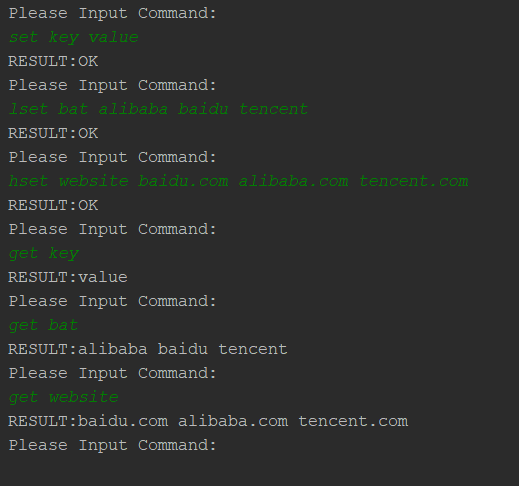 Please Input Command:
set key value
RESULT:OK
Please Input Command:
lset bat alibaba baidu tencent
RESULT:OK
Please Input Command:
hset website baidu.com alibaba.com tencent.com
RESULT:OK
Please Input Command:
get key
RESULT:value
Please Input Command:
get bat
RESULT:alibaba baidu tencent
Please Input Command:
get website
RESULT:baidu.com alibaba.com tencent.com
Please Input Command: